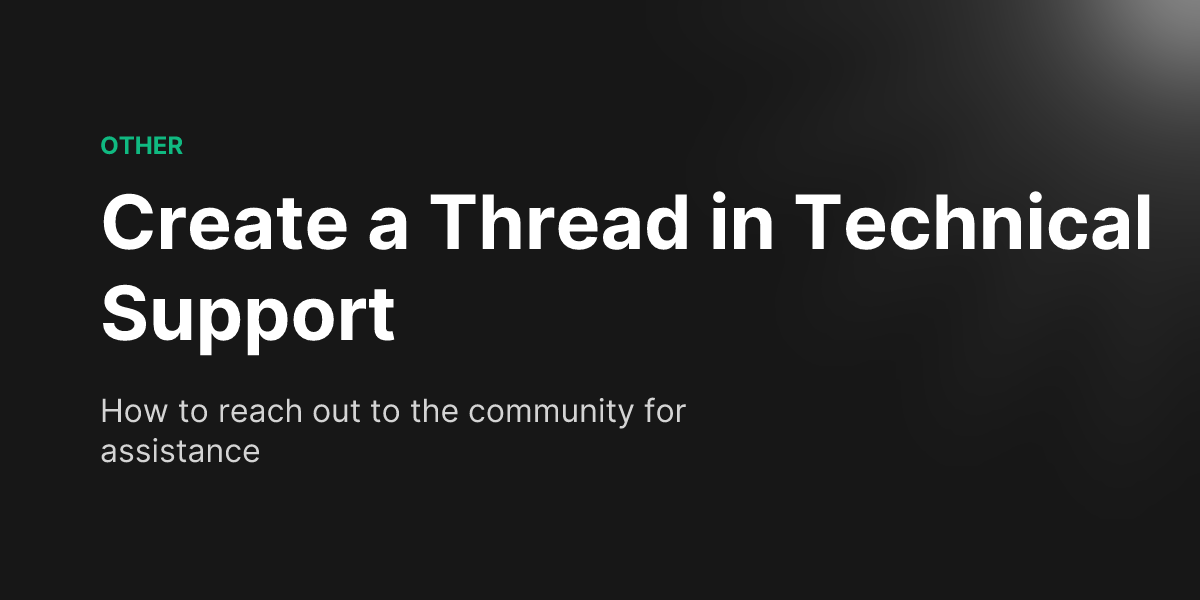 OTHER
Create a Thread in Technical
Support
How to reach out to the community for
assistance